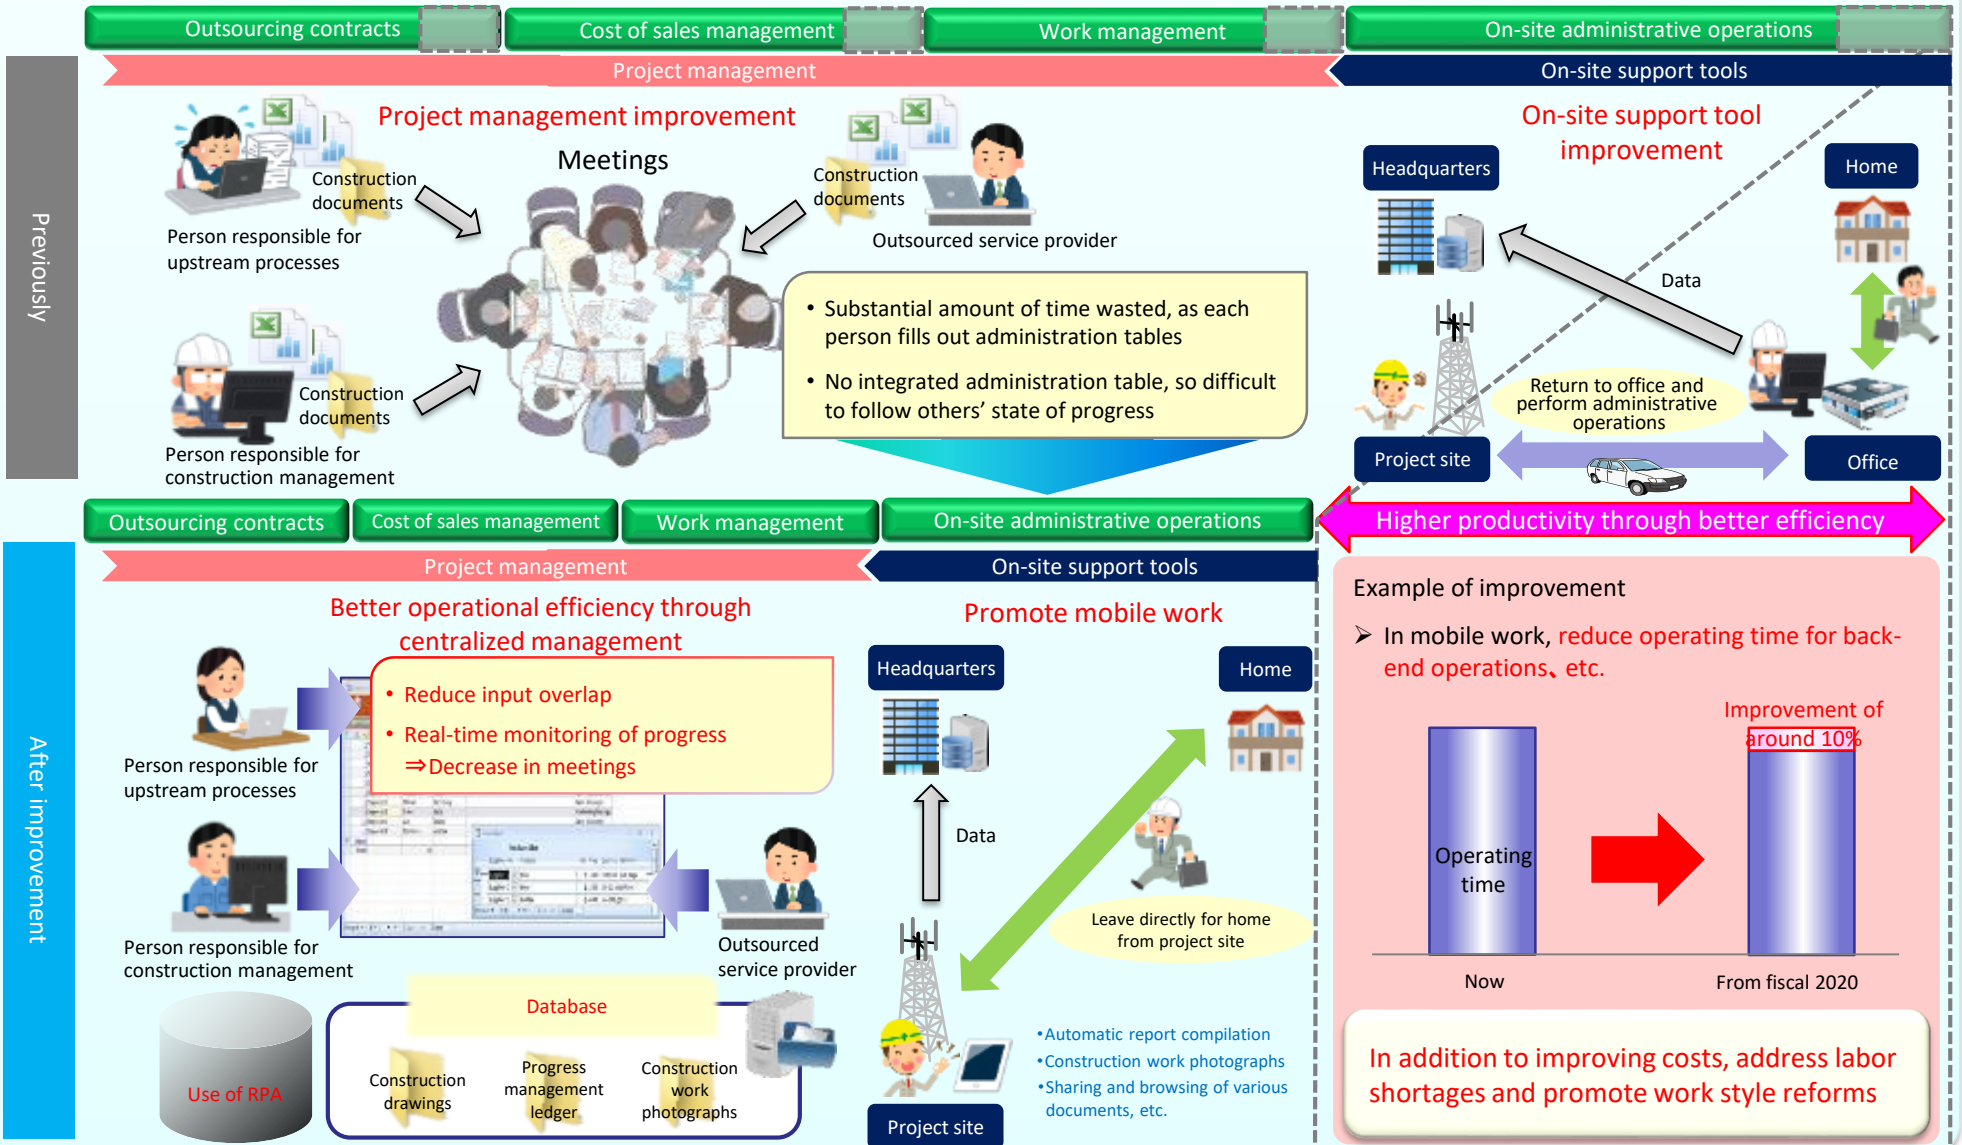 Outsourcing contracts
Cost of sales management
Work management
On-site administrative operations
Project management
On-site support tools
Previously
Project management improvement
Meetings
Construction
documents
Person responsible for
upstream processes
Construction
documents
Outsourced service provider
Construction
documents
Person responsible for
construction management
• Substantial amount of time wasted, as each
person fills out administration tables
• No integrated administration table, so difficult
to follow others’ state of progress
On-site support tool
improvement
Headquarters
Home
Data
Return to office and
perform administrative
operations
Project site
Office
Outsourcing contracts
Cost of sales management
Work management
On-site administrative operations
Higher productivity through better efficiency
Project management
On-site support tools
After improvement
Better operational efficiency through
centralized management
• Reduce input overlap
• Real-time monitoring of progress
⇒Decrease in meetings
Person responsible for
upstream processes
Person responsible for
construction management
Outsourced
service provider
Use of RPA
Database
Construction
drawings
Progress
management
ledger
Construction
work
photographs
Promote mobile work
Headquarters
Home
Data
Leave directly for home
from project site
•Automatic report compilation
•Construction work photographs
•Sharing and browsing of various
documents, etc.
Project site
Example of improvement
➢ In mobile work, reduce operating time for back-
end operations、etc.
Improvement of
around 10%
Operating
time
Now
From fiscal 2020
In addition to improving costs, address labor
shortages and promote work style reforms